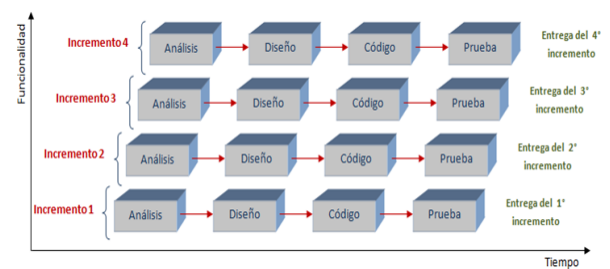 Funcionalidad
Incremento 4
Análisis
Diseño
Código
Prueba
Entrega del 4°
incremento
Incremento 3
Análisis
Diseño
Código
Prueba
Entrega del 3°
incremento
Incremento 2
Análisis
Diseño
Código
Prueba
Entrega del 2°
incremento
Incremento 1
Análisis
Diseño
Código
Prueba
Entrega del 1°
incremento
Tiempo